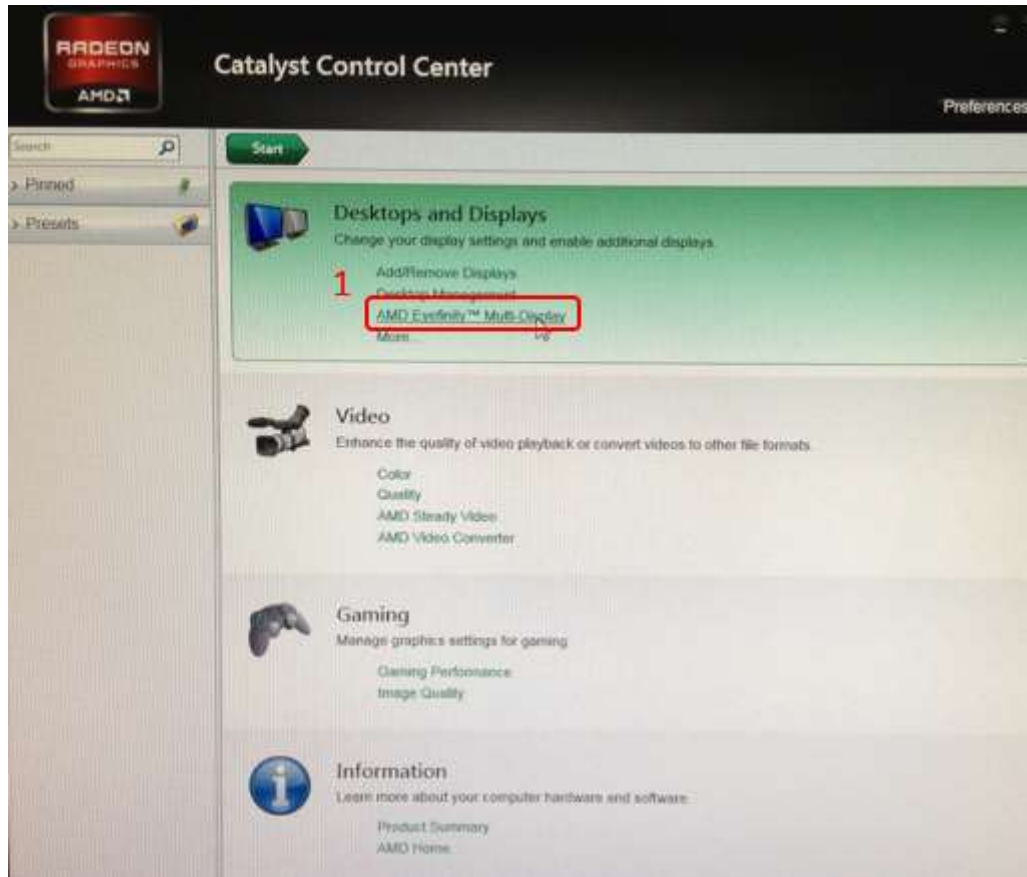 RADEON
GRAPHICS
AMD
Catalyst Control Center
Preferences
Search
Start
> Pinned
> Presets
Desktops and Displays
Change your display settings and enable additional displays.
1
Add/Remove Displays
Desktop Management
AMD Eyefinity™ Multi-Display
More...
Video
Enhance the quality of video playback or convert videos to other file formats.
Color
Quality
AMD Steady Video
AMD Video Converter
Gaming
Manage graphics settings for gaming
Gaming Performance
Image Quality
Information
Learn more about your computer hardware and software.
Product Summary
AMD Home